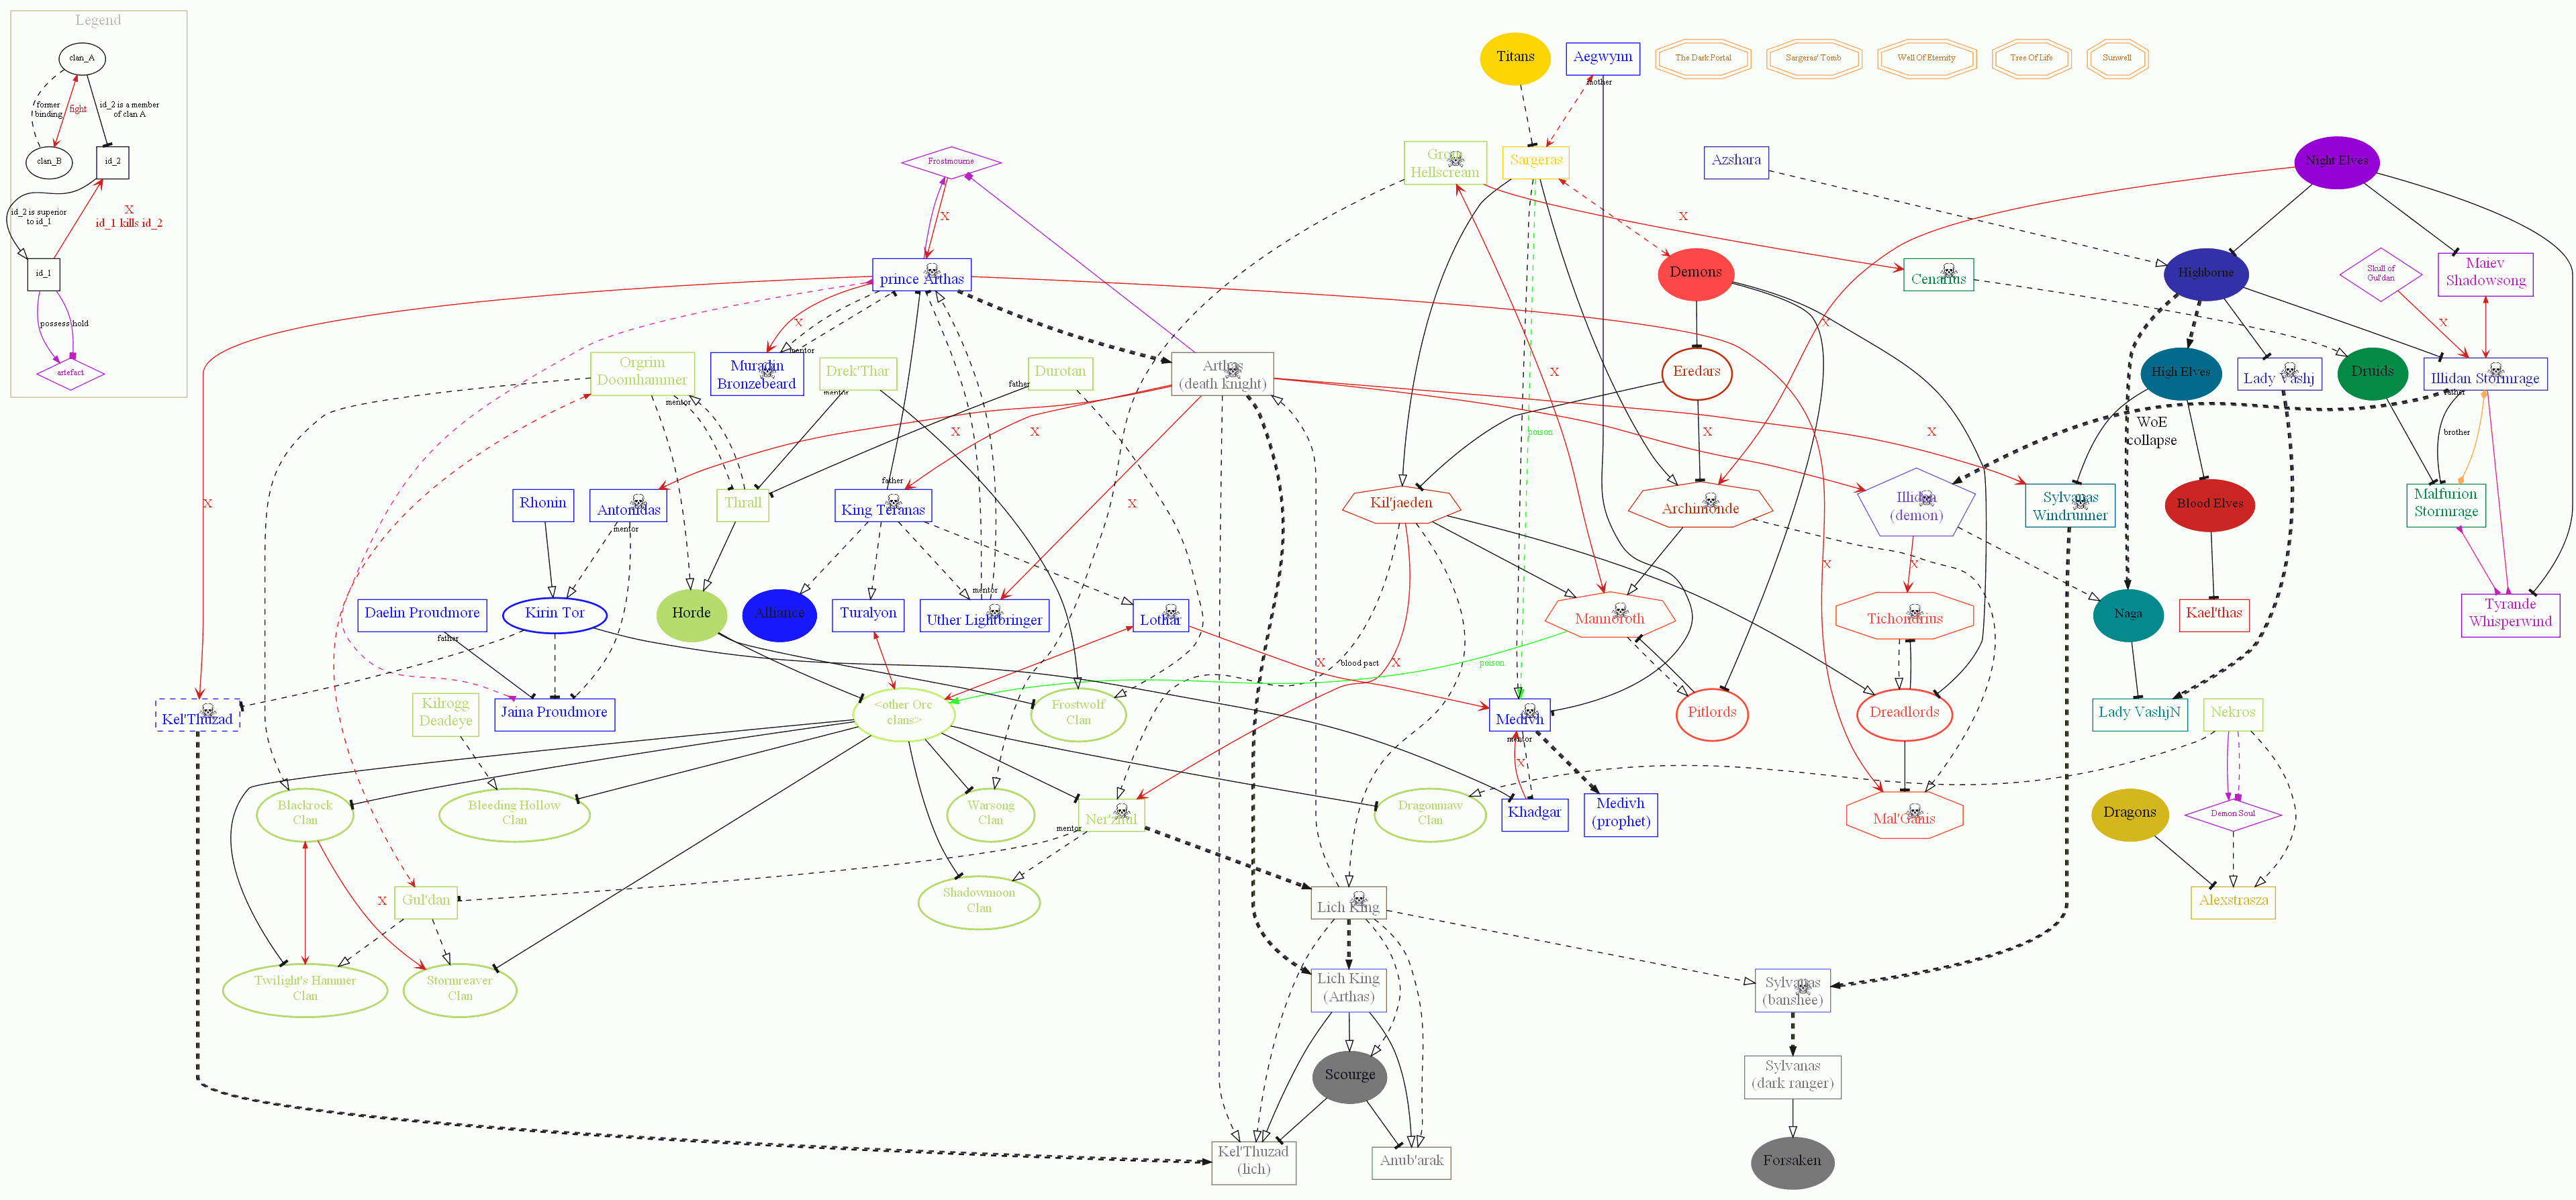 Legend
clan_A
former
binding
fight
id_2 is a member
of clan A
clan_B
id_2
id_2 is superior
to id_1
X
id_1 kills id_2
id_1
possess
hold
artefact
Titans
Aegwynn
mother
The Dark Portal
Sargeras' Tomb
Well Of Eternity
Tree Of Life
Sunwell
Frostmourne
Grom
Hellscream
Sargeras
Azshara
Night Elves
X
X
prince Arthas
Demons
Cenarius
Highborne
Skull of
Gul'dan
Maiev
Shadowsong
X
X
X
Orgrim
Doomhammer
mentor
Muradin
Bronzebeard
mentor
Drek'Thar
mentor
Durotan
father
Arthas
(death knight)
X
Eredars
High Elves
Lady Vashj
Druids
Illidan Stormrage
father
X
X
poison
X
X
WoE
collapse
brother
Rhonin
Antonidas
mentor
Thrall
father
King Teranas
X
X
Kil'jaeden
Archimonde
Illidan
(demon)
Sylvanas
Windrunner
Blood Elves
Malfurion
Stormrage
X
X
Daelin Proudmore
father
Kirin Tor
Horde
Alliance
Turalyon
mentor
Uther Lightbringer
Lothar
Mannoroth
Tichondrius
Naga
Kael'thas
Tyrande
Whisperwind
X
blood pact
X
poison
Kel'Thuzad
Kilrogg
Deadeye
Jaina Proudmore
<other Orc
clans>
Frostwolf
Clan
Medivh
mentor
Pitlords
Dreadlords
Lady VashjN
Nekros
X
Blackrock
Clan
Bleeding Hollow
Clan
Warsong
Clan
Ner'zhul
mentor
Dragonmaw
Clan
Khadgar
Medivh
(prophet)
Mal'Ganis
Dragons
Demon Soul
X
Gul'dan
Shadowmoon
Clan
Lich King
Alexstrasza
Twilight's Hammer
Clan
Stormreaver
Clan
Lich King
(Arthas)
Sylvanas
(banshee)
Scourge
Sylvanas
(dark ranger)
Kel'Thuzad
(lich)
Anub'arak
Forsaken